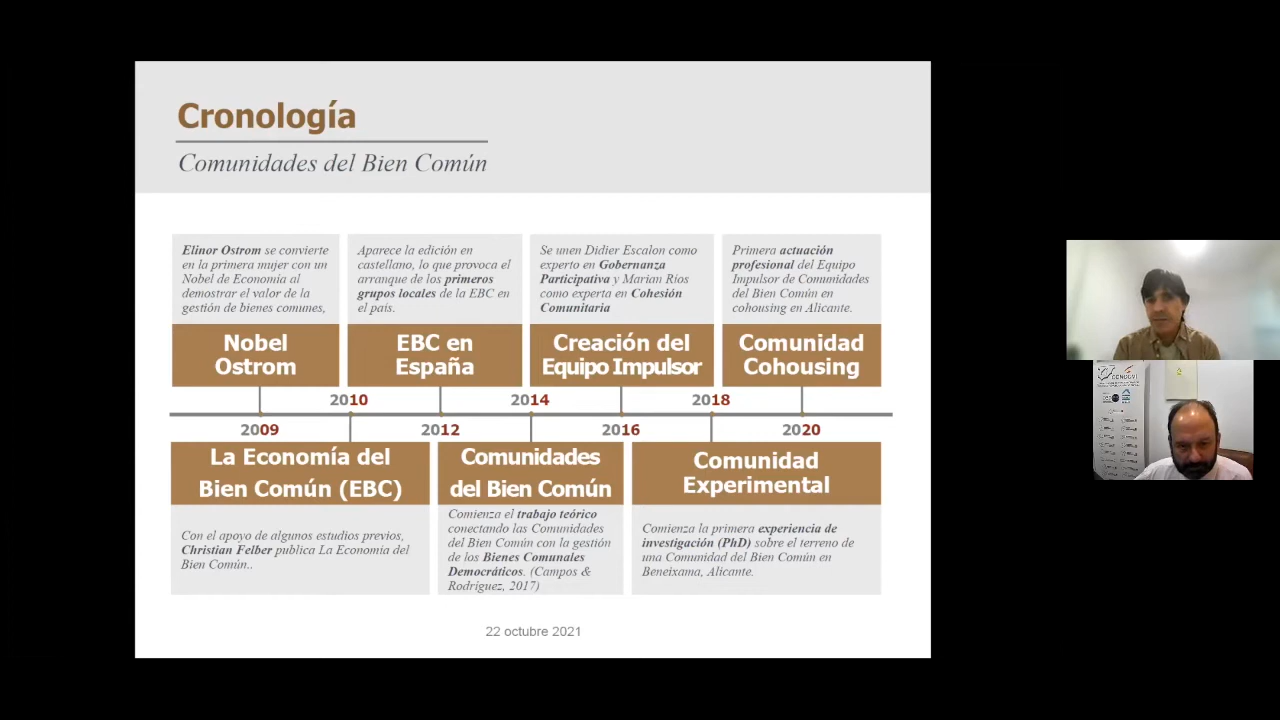 Cronología
Comunidades del Bien Común
Elinor Ostrom se convierte
en la primera mujer con un
Nobel de Economía al
demostrar el valor de la
gestión de bienes comunes,
Aparece la edición en
castellano, lo que provoca el
arranque de los primeros
grupos locales de la EBC en
el país.
Se unen Didier Escalon como
experto en Gobernanza
Participativa y Marian Ríos
como experta en Cohesión
Comunitaria
Primera actuación
profesional del Equipo
Impulsor de Comunidades
del Bien Común en
cohousing en Alicante.
Nobel
Ostrom
EBC en
España
Creación del
Equipo Impulsor
Comunidad
Cohousing
2010
2014
2018
2009
2012
2016
2020
La Economía del
Bien Común (EBC)
Comunidades
del Bien Común
Comunidad
Experimental
Con el apoyo de algunos estudios previos,
Christian Felber publica La Economía del
Bien Común..
Comienza el trabajo teórico
conectando las Comunidades
del Bien Común con la gestión
de los Bienes Comunales
Democráticos. (Campos &
Rodríguez, 2017)
Comienza la primera experiencia de
investigación (PhD) sobre el terreno de
una Comunidad del Bien Común en
Beneixama, Alicante.
22 octubre 2021